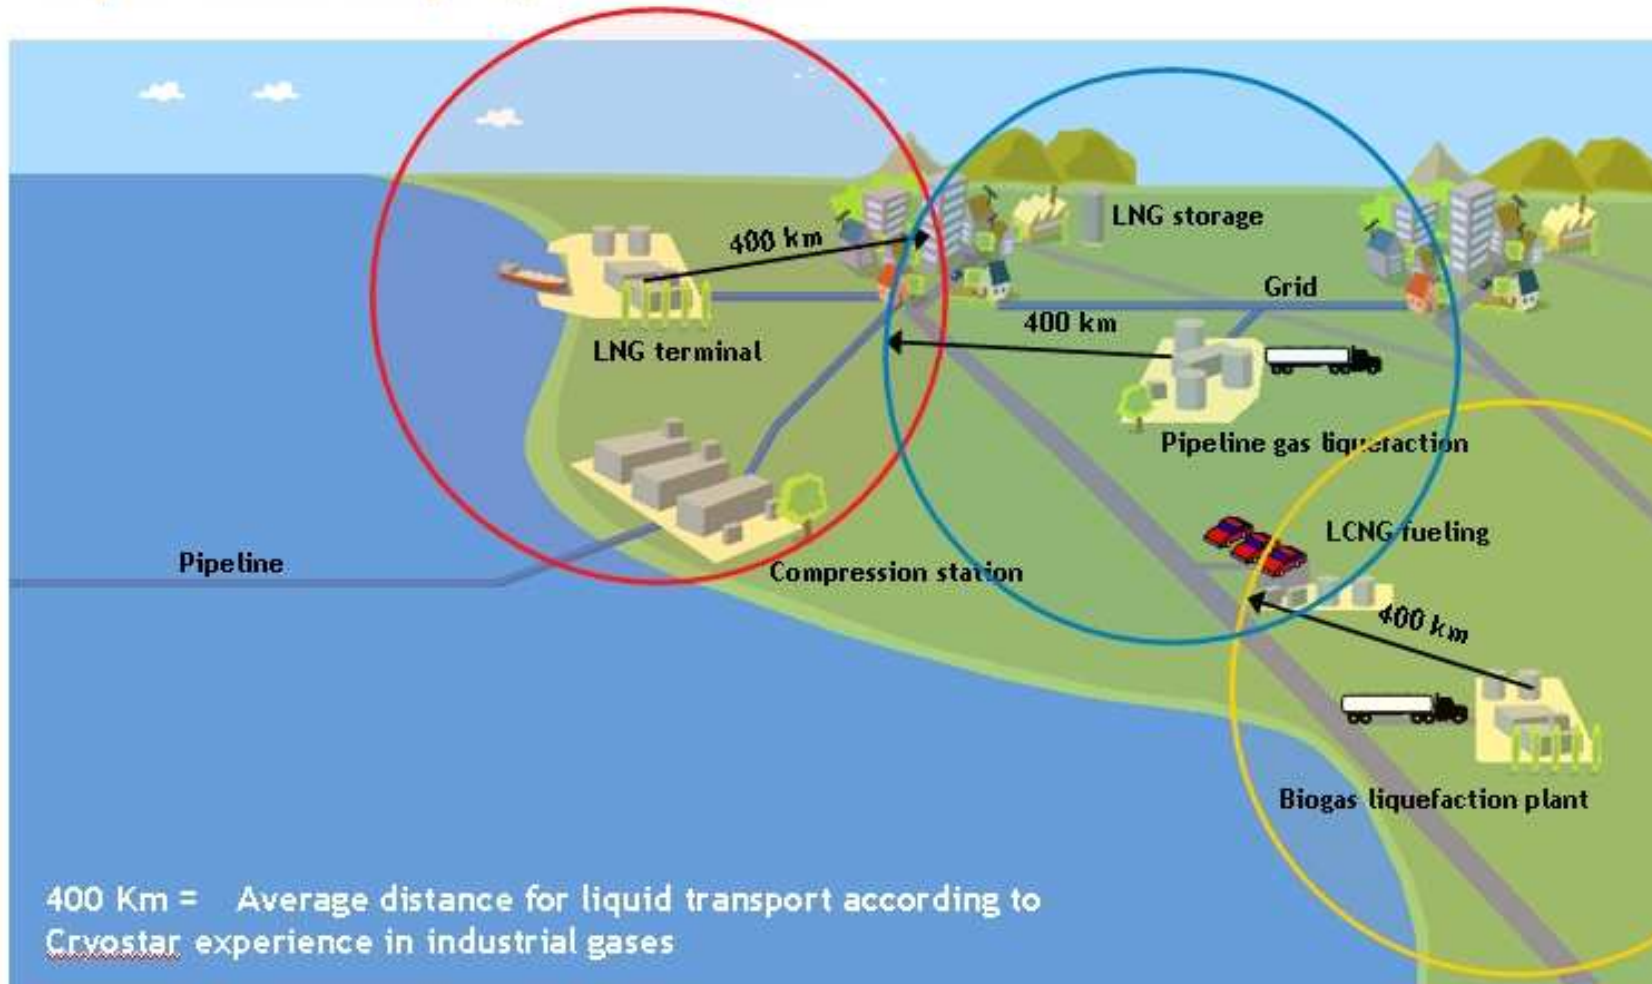 400 km
LNG storage
Grid
400 km
LNG terminal
Pipeline gas liquefaction
LCNG fueling
Pipeline
Compression station
400 km
Biogas liquefaction plant
400 Km = Average distance for liquid transport according to
Cryostar experience in industrial gases